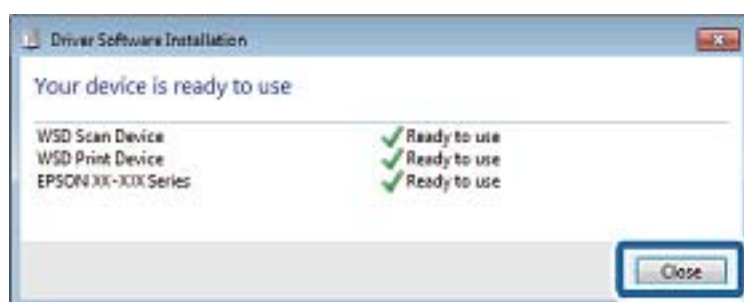 Driver Software Installation
Your device is ready to use
WSD Scan Device Ready to use
WSD Print Device Ready to use
EPSON XX-XXX Series Ready to use
Close